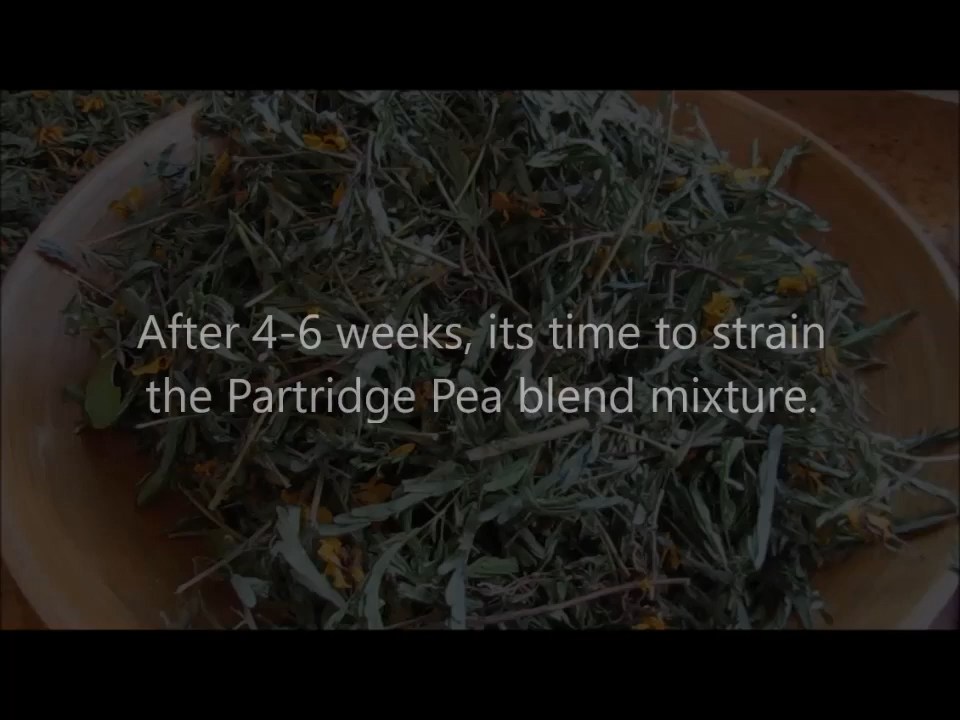 After 4-6 weeks, its time to strain
the Partridge Pea blend mixture.